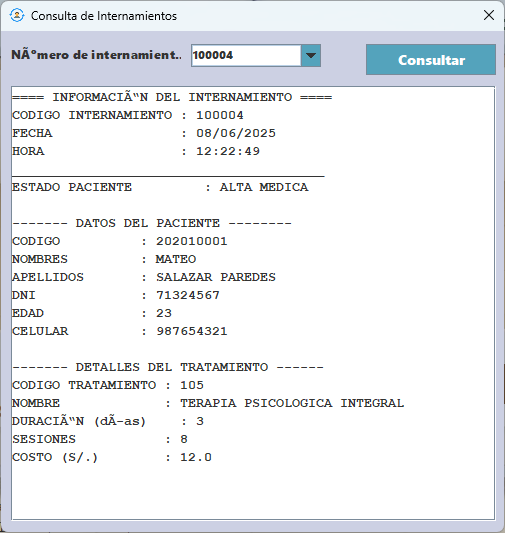 Consulta de Internamientos
NÃºmero de internamient..
100004
Consultar
==== INFORMACIÃ“N DEL INTERNAMIENTO ====
CODIGO INTERNAMIENTO : 100004
FECHA : 08/06/2025
HORA : 12:22:49
_______________________________________
ESTADO PACIENTE : ALTA MEDICA
------- DATOS DEL PACIENTE --------
CODIGO : 202010001
NOMBRES : MATEO
APELLIDOS : SALAZAR PAREDES
DNI : 71324567
EDAD : 23
CELULAR : 987654321
------- DETALLES DEL TRATAMIENTO ------
CODIGO TRATAMIENTO : 105
NOMBRE : TERAPIA PSICOLOGICA INTEGRAL
DURACIÃ“N (dÃ-as) : 3
SESIONES : 8
COSTO (S/.) : 12.0